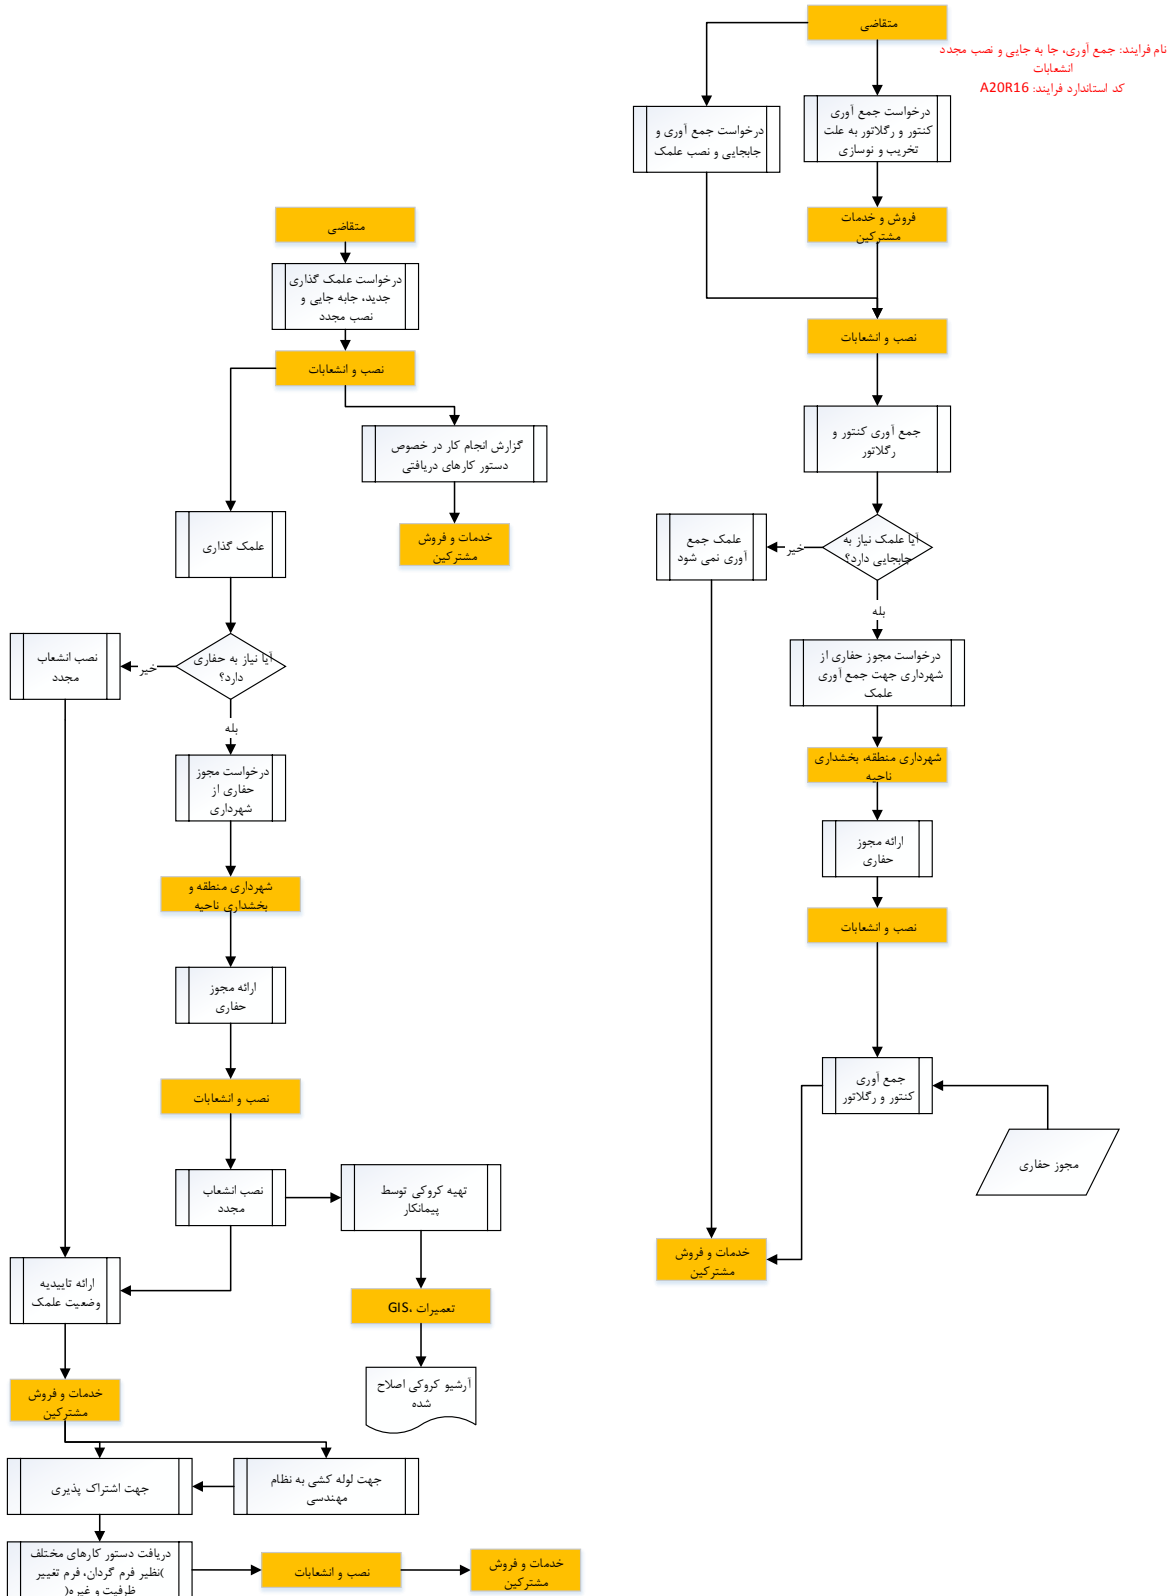 نام فرایند: جمع آوری، جا به جایی و نصب مجدد
انشعابات
کد استاندارد فرایند: A20R16
متقاضی
درخواست جمع آوری
کنتور و رگلاتور به علت
تخریب و نوسازی
درخواست جمع آوری و
جابجایی و نصب علمک
فروش و خدمات
مشترکین
نصب و انشعابات
جمع آوری کنتور و
رگلاتور
آیا علمک نیاز به
جابجایی دارد؟
خیر
علمک جمع
آوری نمی شود
بله
درخواست مجوز حفاری از
شهرداری جهت جمع آوری
علمک
شهرداری منطقه، بخشداری
ناحیه
ارائه مجوز
حفاری
نصب و انشعابات
جمع آوری
کنتور و رگلاتور
مجوز حفاری
خدمات و فروش
مشترکین
متقاضی
درخواست علمک گذاری
جدید، جابه جایی و
نصب مجدد
نصب و انشعابات
گزارش انجام کار در خصوص
دستور کارهای دریافتی
خدمات و فروش
مشترکین
علمک گذاری
آیا نیاز به حفاری
دارد؟
خیر
نصب انشعاب
مجدد
بله
درخواست مجوز
حفاری از
شهرداری
شهرداری منطقه و
بخشداری ناحیه
ارائه مجوز
حفاری
نصب و انشعابات
نصب انشعاب
مجدد
تهیه کروکی توسط
پیمانکار
تعمیرات ،GIS
آرشیو کروکی اصلاح
شده
ارائه تاییدیه
وضعیت علمک
خدمات و فروش
مشترکین
جهت لوله کشی به نظام
مهندسی
جهت اشتراک پذیری
دریافت دستور کارهای مختلف
)نظیر فرم گردان، فرم تغییر
ظرفیت و غیره(
نصب و انشعابات
خدمات و فروش
مشترکین